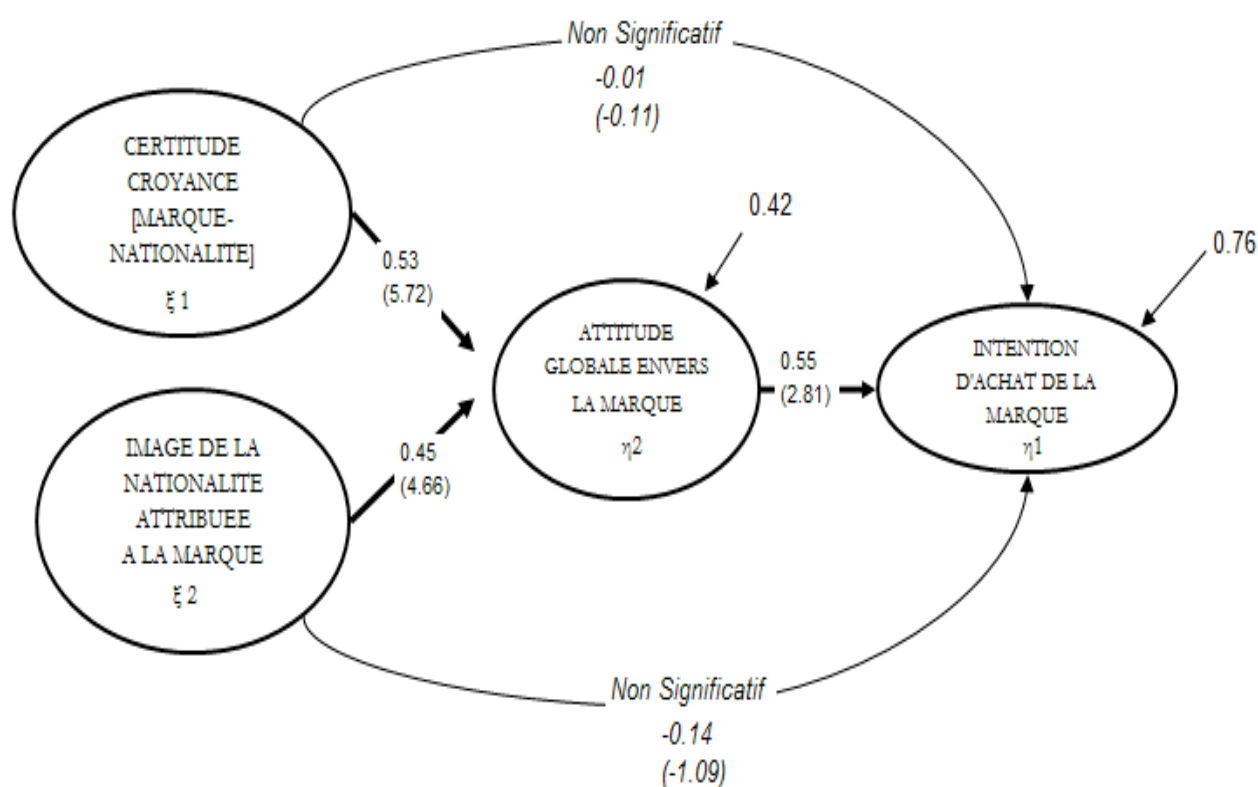 Non Significatif
-0.01
(-0.11)
CERTITUDE
CROYANCE
[MARQUE-
NATIONALITE]
ξ 1
0.53
(5.72)
0.42
0.76
ATTITUDE
GLOBALE ENVERS
LA MARQUE
η2
0.55
(2.81)
INTENTION
D'ACHAT DE LA
MARQUE
η1
IMAGE DE LA
NATIONALITE
ATTRIBUEE
A LA MARQUE
ξ 2
0.45
(4.66)
Non Significatif
-0.14
(-1.09)